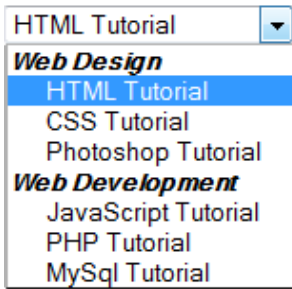 HTML Tutorial
Web Design
HTML Tutorial
CSS Tutorial
Photoshop Tutorial
Web Development
JavaScript Tutorial
PHP Tutorial
MySql Tutorial